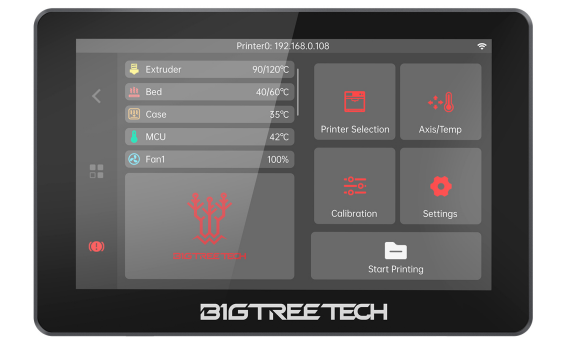 Printer0: 192.168.0.108
Extruder 90/120℃
Bed 40/60℃
Case 35℃
MCU 42℃
Fan1 100%
Printer Selection
Axis/Temp
Calibration
Settings
BIGTREETECH
Start Printing
BIGTREETECH